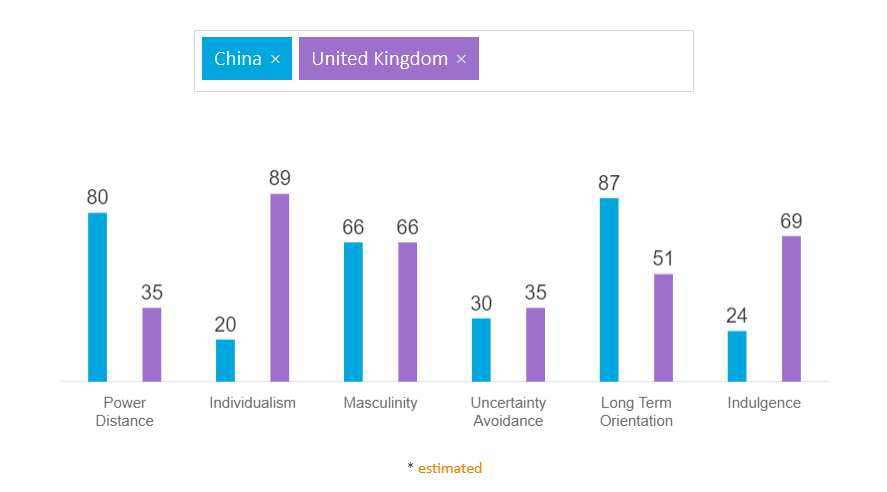 China ×
United Kingdom ×
80
35
20
89
66
66
30
35
87
51
24
69
Power
Distance
Individualism
Masculinity
Uncertainty
Avoidance
Long Term
Orientation
Indulgence
* estimated